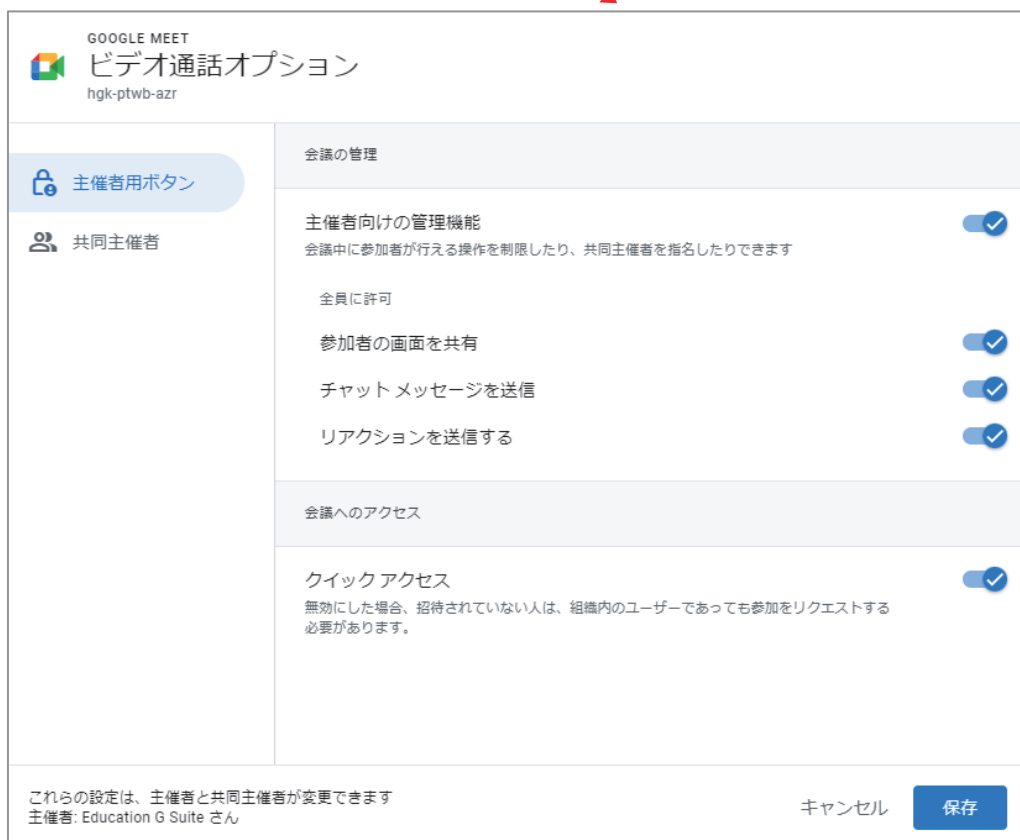 GOOGLE MEET
ビデオ通話オプション
hgk-ptwb-azr
主催者用ボタン
共同主催者
会議の管理
主催者向けの管理機能
会議中に参加者が行える操作を制限したり、共同主催者を指名したりできます
全員に許可
参加者の画面を共有
チャット メッセージを送信
リアクションを送信する
会議へのアクセス
クイック アクセス
無効にした場合、招待されていない人は、組織内のユーザーであっても参加をリクエストする
必要があります。
これらの設定は、主催者と共同主催者が変更できます
主催者: Education G Suite さん
キャンセル
保存